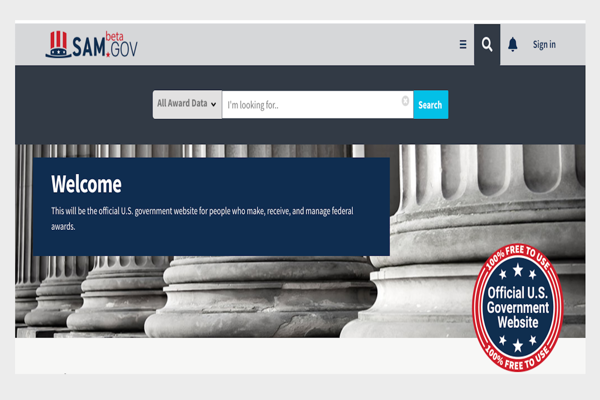 beta
SAM.GOV
Sign in
All Award Data
I'm looking for..
Search
Welcome
This will be the official U.S. government website for people who make, receive, and manage federal
awards.
100% FREE TO USE
Official U.S.
Government
Website
100% FREE TO USE